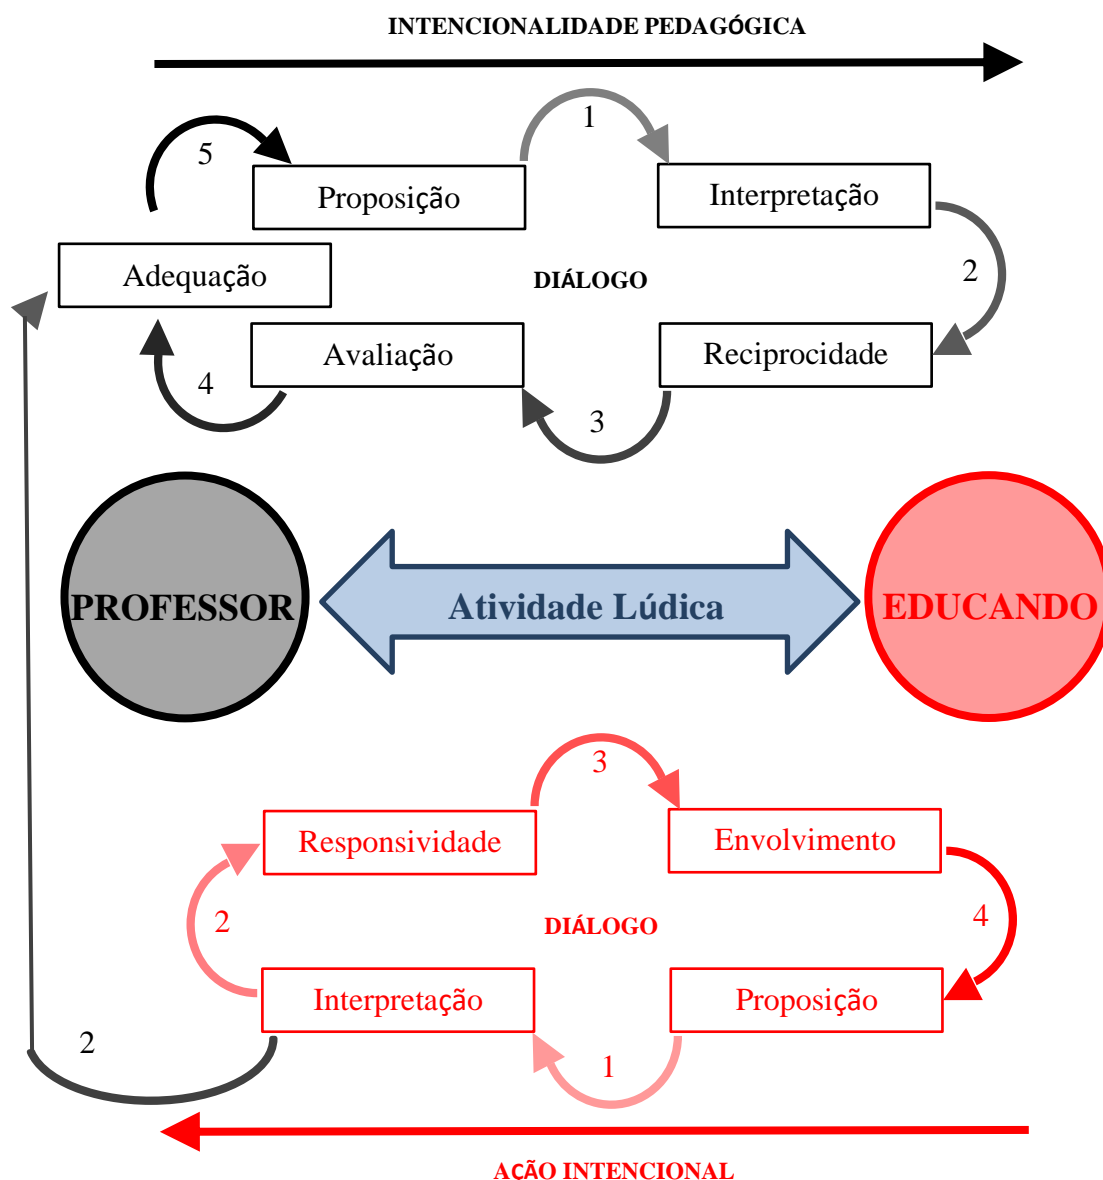 INTENCIONALIDADE PEDAGÓGICA
1
5
Proposição
Interpretação
2
Adequação
DIÁLOGO
Avaliação
Reciprocidade
4
3
PROFESSOR
Atividade Lúdica
EDUCANDO
3
Responsividade
Envolvimento
2
DIÁLOGO
4
Interpretação
Proposição
2
1
AÇÃO INTENCIONAL